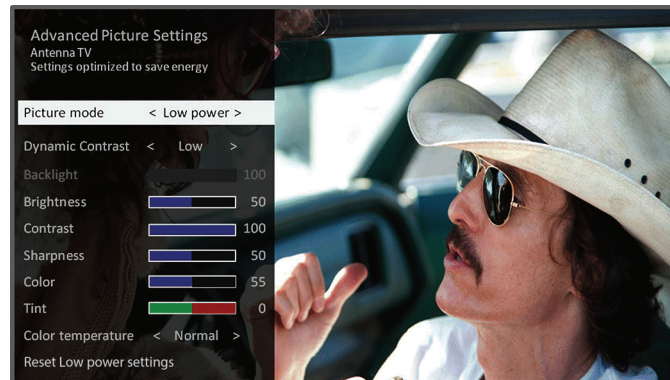 Advanced Picture Settings
Antenna TV
Settings optimized to save energy
Picture mode < Low power >
Dynamic Contrast < Low >
Backlight 100
Brightness 50
Contrast 100
Sharpness 50
Color 55
Tint 0
Color temperature < Normal >
Reset Low power settings